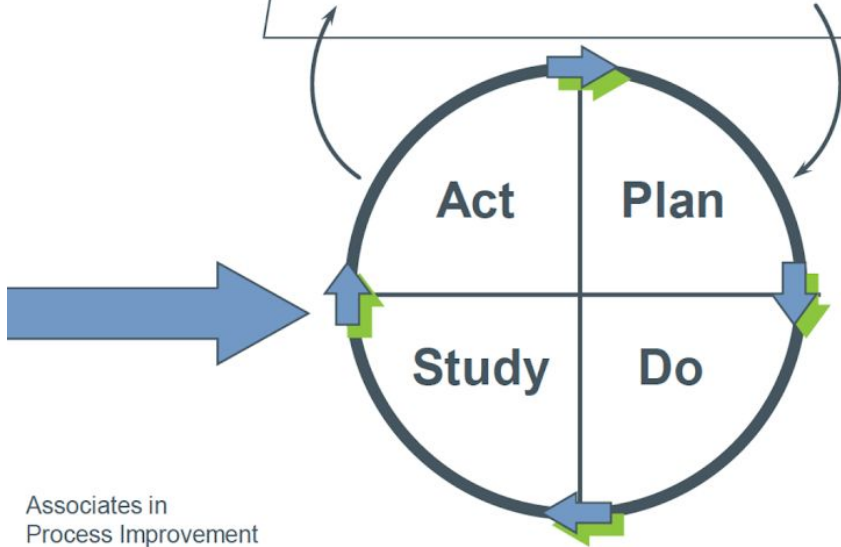 Act Plan
Study Do
Associates in
Process Improvement